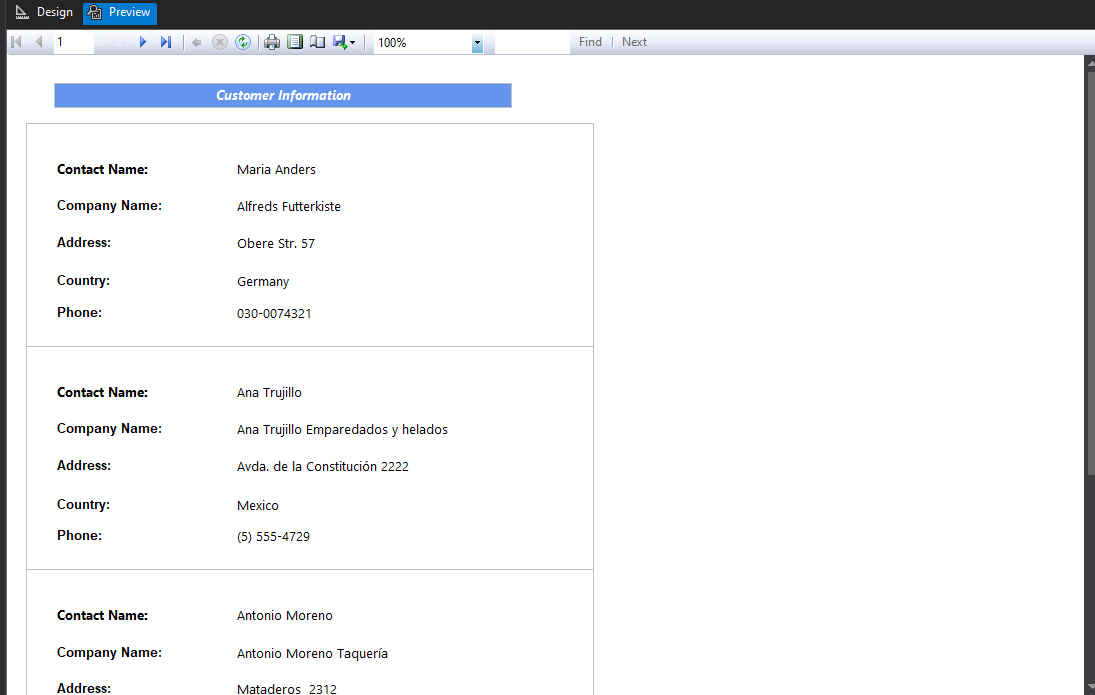 Design Preview
1 100% Find | Next
Customer Information
Contact Name: Maria Anders
Company Name: Alfreds Futterkiste
Address: Obere Str. 57
Country: Germany
Phone: 030-0074321
Contact Name: Ana Trujillo
Company Name: Ana Trujillo Emparedados y helados
Address: Avda. de la Constitución 2222
Country: Mexico
Phone: (5) 555-4729
Contact Name: Antonio Moreno
Company Name: Antonio Moreno Taquería
Address: Mataderos  2312